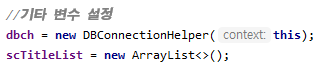 //기타 변수 설정
dbch = new DBConnectionHelper( context: this);
scTitleList = new ArrayList<>();